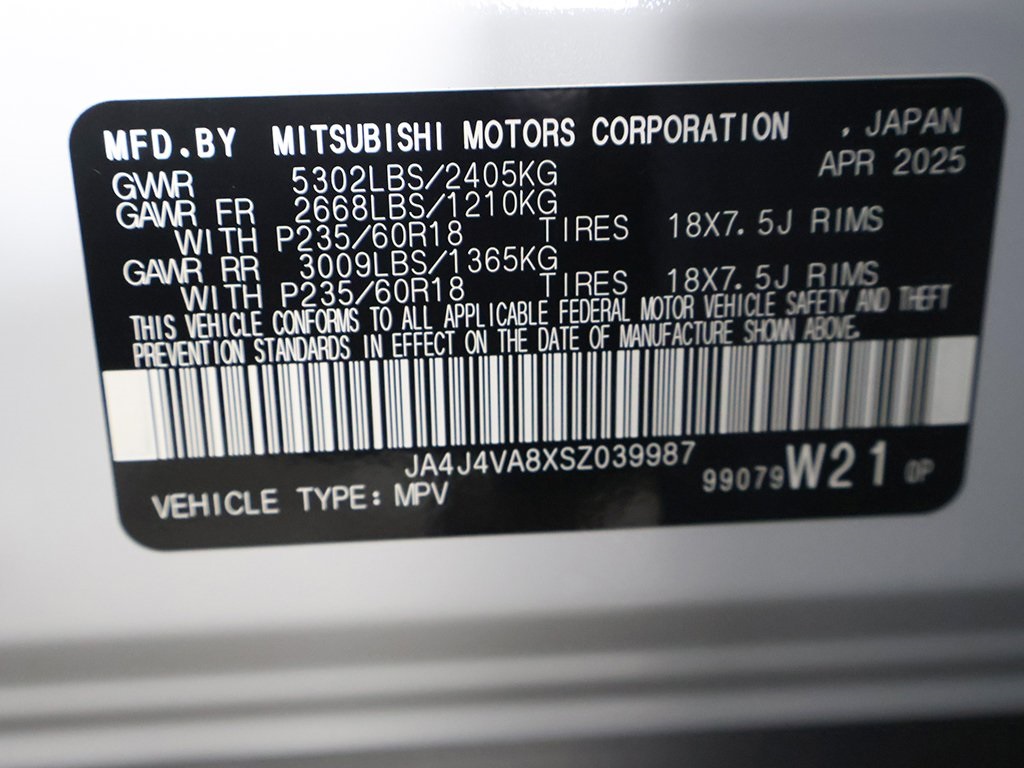 MFD.BY MITSUBISHI MOTORS CORPORATION , JAPAN
APR 2025
GVWR 5302LBS/2405KG
GAWR FR 2668LBS/1210KG
WITH P235/60R18 TIRES 18X7.5J RIMS
GAWR RR 3009LBS/1365KG
WITH P235/60R18 TIRES 18X7.5J RIMS
THIS VEHICLE CONFORMS TO ALL APPLICABLE FEDERAL MOTOR VEHICLE SAFETY AND THEFT
PREVENTION STANDARDS IN EFFECT ON THE DATE OF MANUFACTURE SHOWN ABOVE.
JA4J4VA8XSZ039987
99079 W21 0P
VEHICLE TYPE: MPV